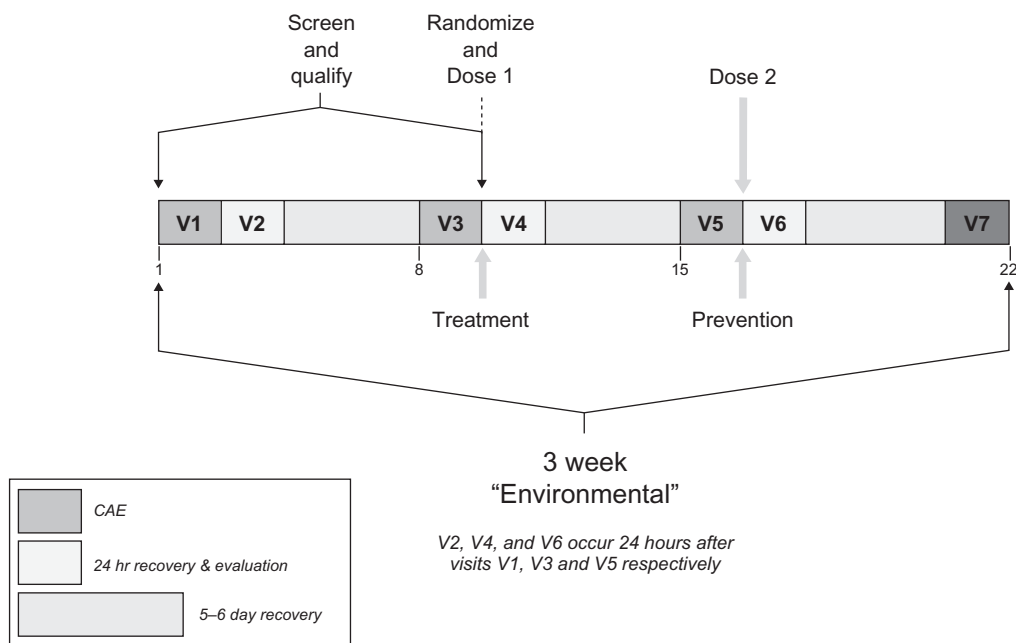 Screen
and
qualify
Randomize
and
Dose 1
Dose 2
V1 V2 V3 V4 V5 V6 V7
1 8 15 22
Treatment
Prevention
3 week
“Environmental”
V2, V4, and V6 occur 24 hours after
visits V1, V3 and V5 respectively
CAE
24 hr recovery & evaluation
5–6 day recovery